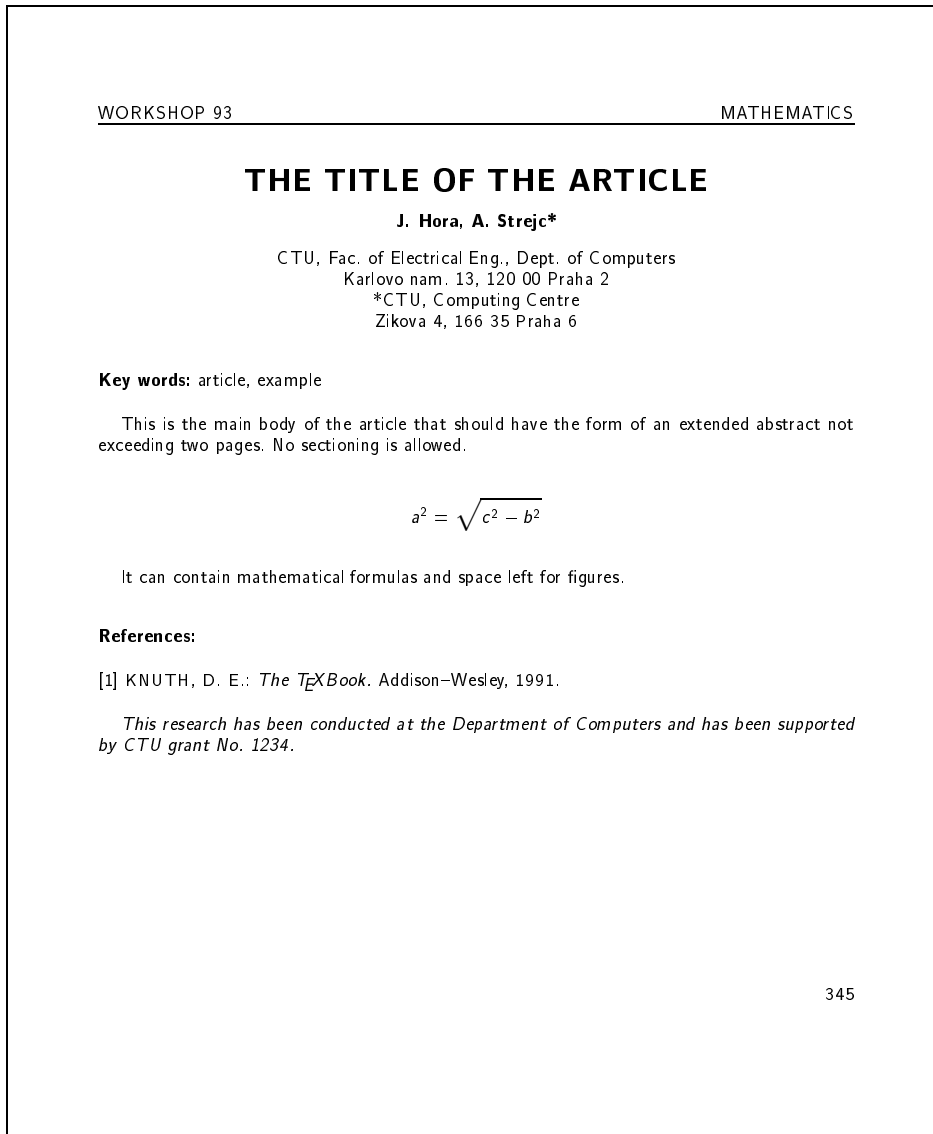 WORKSHOP 93 MATHEMATICS
THE TITLE OF THE ARTICLE
J. Hora, A. Strejc*
CTU, Fac. of Electrical Eng., Dept. of Computers
Karlovo nam. 13, 120 00 Praha 2
*CTU, Computing Centre
Zikova 4, 166 35 Praha 6
Key words: article, example
This is the main body of the article that should have the form of an extended abstract not
exceeding two pages. No sectioning is allowed.
a² = √(c² − b²)
It can contain mathematical formulas and space left for figures.
References:
[1] KNUTH, D. E.: The TEXBook. Addison–Wesley, 1991.
This research has been conducted at the Department of Computers and has been supported
by CTU grant No. 1234.
345